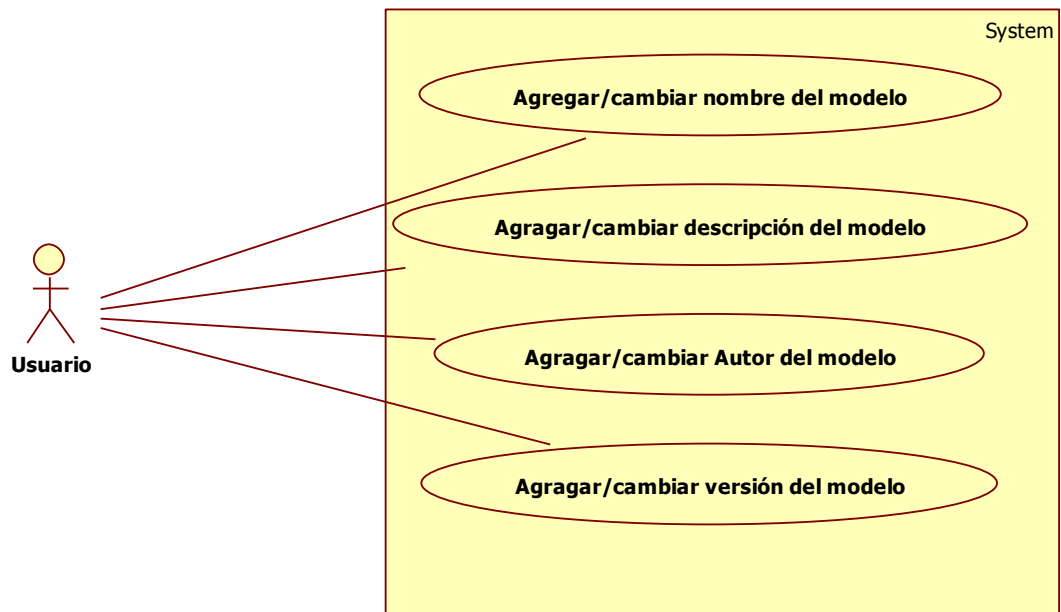 System
Agregar/cambiar nombre del modelo
Agragar/cambiar descripción del modelo
Agragar/cambiar Autor del modelo
Usuario
Agragar/cambiar versión del modelo